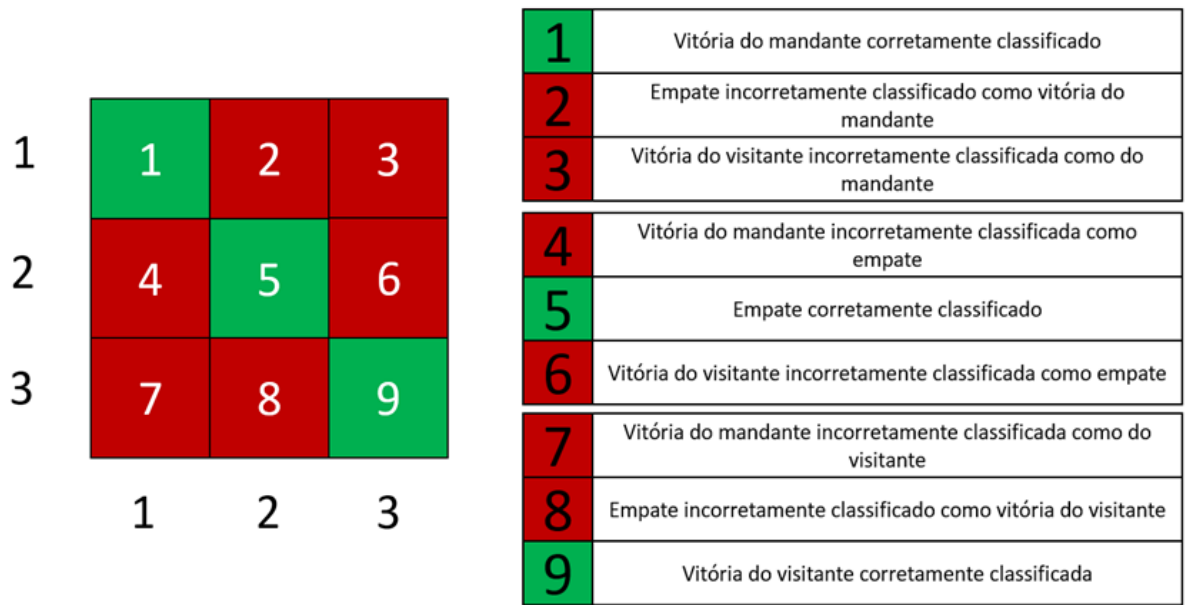 1
1
2
3
2
4
5
6
3
7
8
9
1
2
3
1
Vitória do mandante corretamente classificado
2
Empate incorretamente classificado como vitória do
mandante
3
Vitória do visitante incorretamente classificada como do
mandante
4
Vitória do mandante incorretamente classificada como
empate
5
Empate corretamente classificado
6
Vitória do visitante incorretamente classificada como empate
7
Vitória do mandante incorretamente classificada como do
visitante
8
Empate incorretamente classificado como vitória do visitante
9
Vitória do visitante corretamente classificada